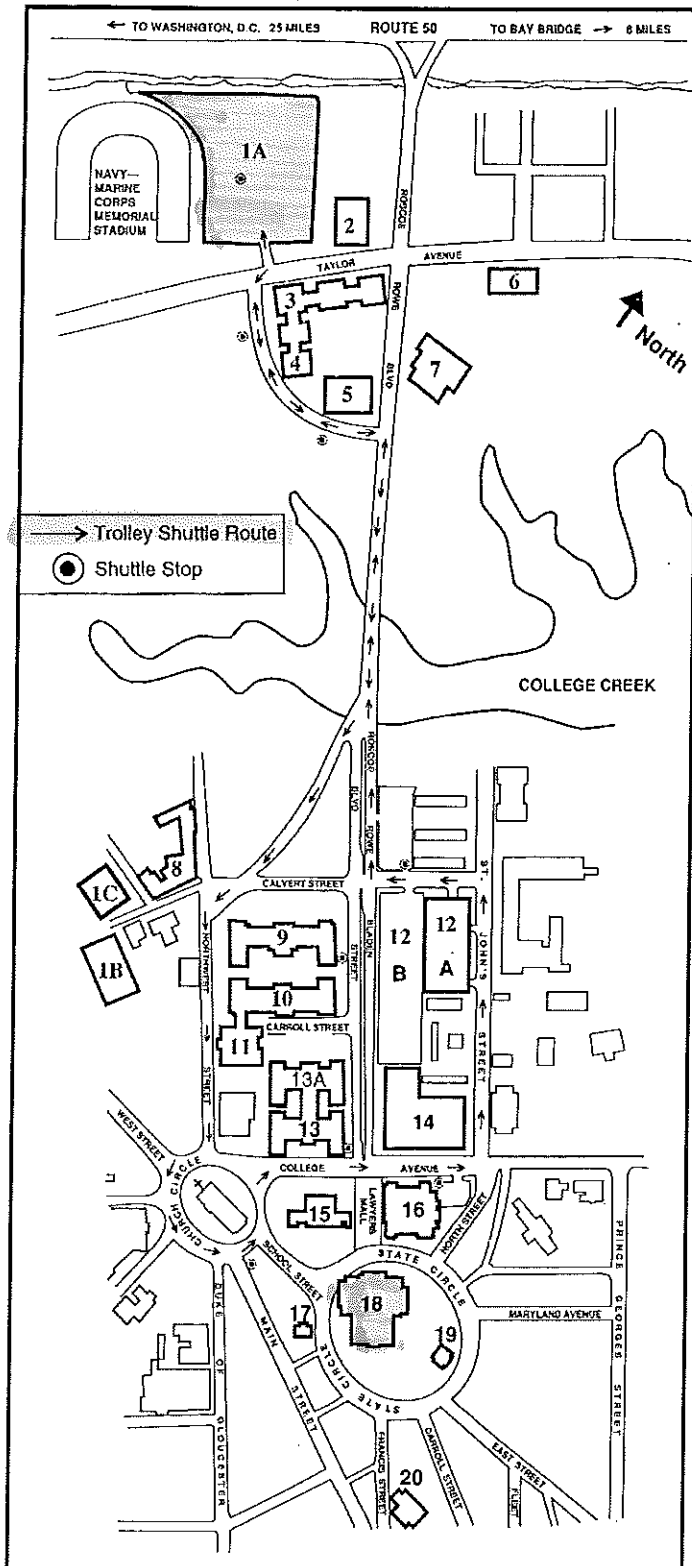 ← TO WASHINGTON, D.C. 25 MILES ROUTE 50 TO BAY BRIDGE → 6 MILES
1A
NAVY—
MARINE
CORPS
MEMORIAL
STADIUM
2
ROSCOE
TAYLOR AVENUE
3
ROWE
6
North
4
5
BLVD
7
→ Trolley Shuttle Route
Shuttle Stop
COLLEGE CREEK
ROSCOE
BLVD
ROWE
8
1C
CALVERT STREET
ST.
1B
9
12
B
12
A
NORTHWEST
STREET
BLADEN
JOHN'S
10
CARROLL STREET
11
STREET
13A
STREET
14
13
WEST STREET
CHURCH CIRCLE
COLLEGE AVENUE
15
LAWYERS
MALL
16
NORTH STREET
SCHOOL STREET
STATE CIRCLE
18
17
19
MARYLAND AVENUE
PRINCE GEORGES STREET
DUKE OF GLOUCESTER
MAIN STREET
STATE CIRCLE
FRANCIS STREET
CARROLL STREET
EAST STREET
FLEET
20